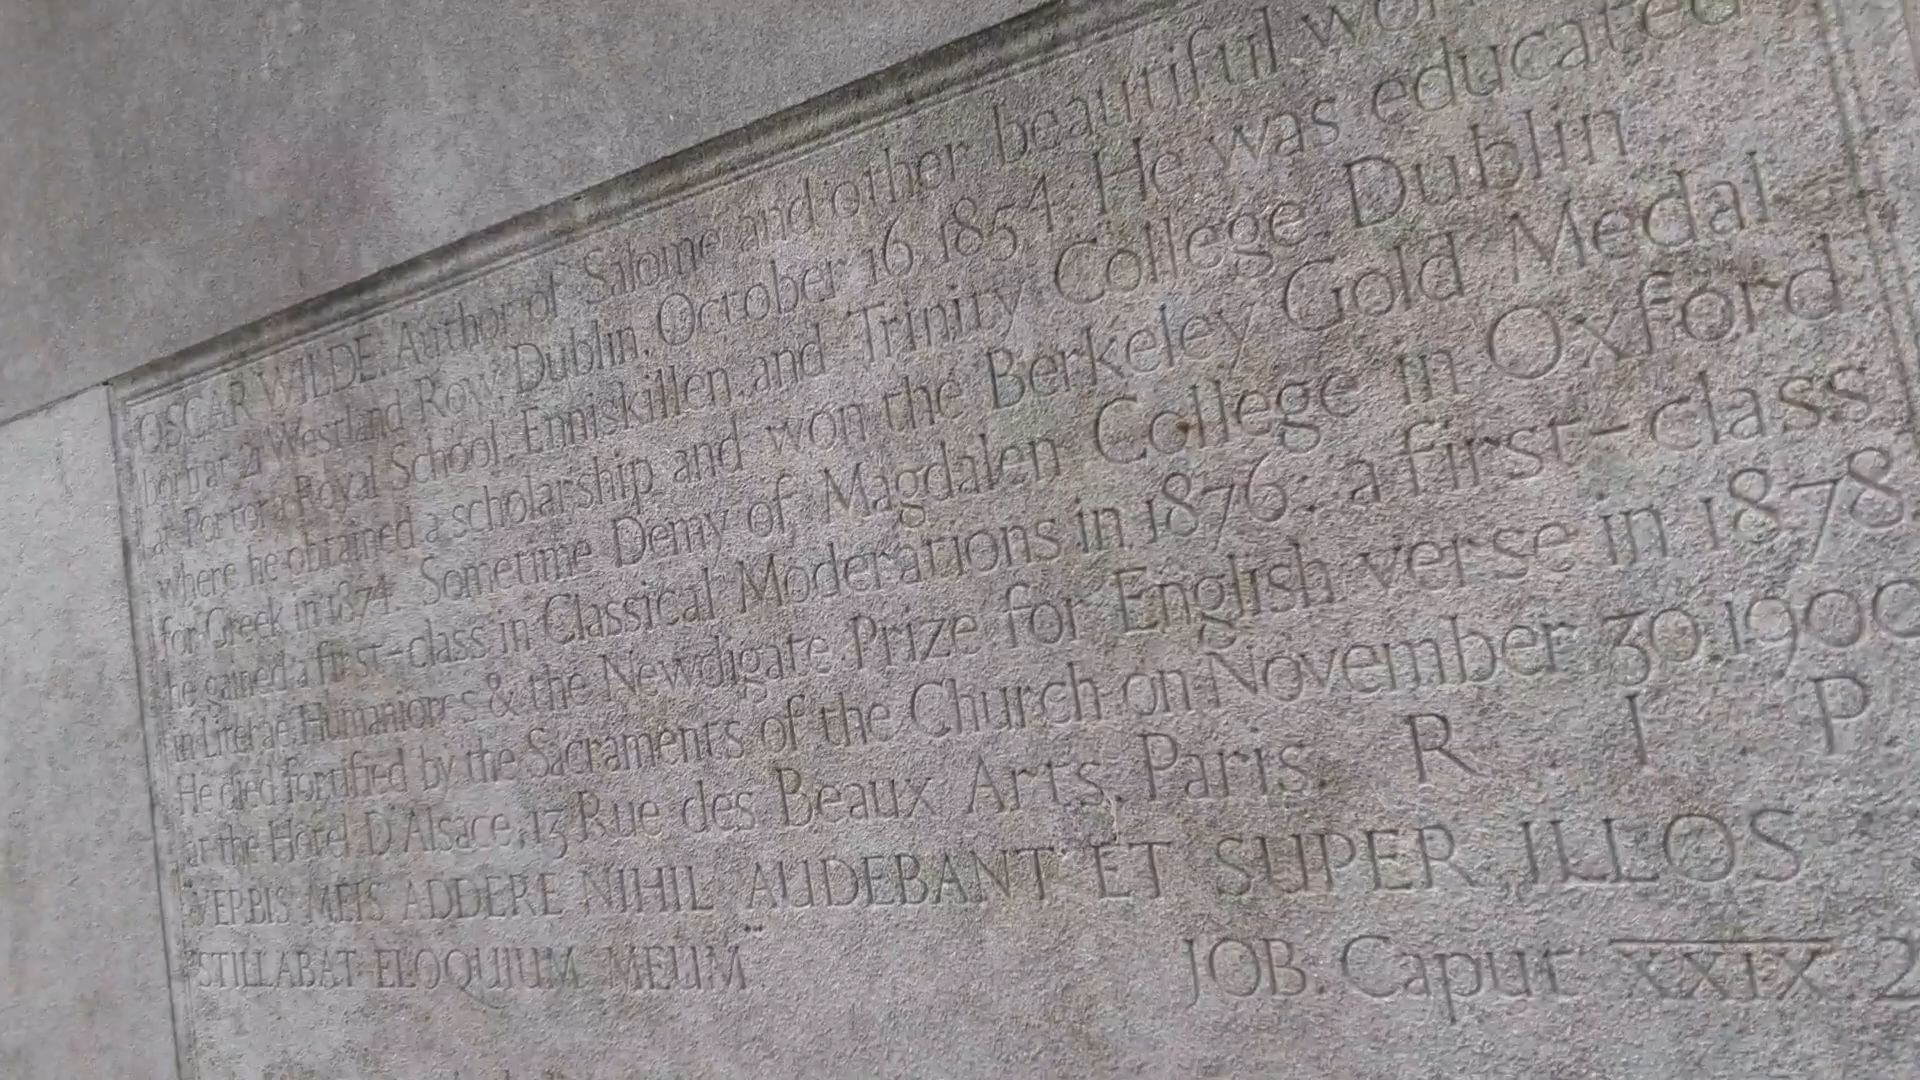 OSCAR WILDE. Author of Salomé and other beautiful
born at 21 Westland Row, Dublin, October 16 1854. He was educated
at Portora Royal School, Enniskillen, and Trinity College Dublin
where he obtained a scholarship and won the Berkeley Gold Medal
for Greek in 1874. Sometime Demy of Magdalen College in Oxford
he gained a first-class in Classical Moderations in 1876: a first-class
in Literae Humaniores & the Newdigate Prize for English verse in 1878.
He died fortified by the Sacraments of the Church on November 30 1900
at the Hotel D'Alsace, 13 Rue des Beaux Arts, Paris. R I P.
"VERBIS MEIS ADDERE NIHIL AUDEBANT ET SUPER ILLOS
STILLABAT ELOQUIUM MEUM"
JOB. Caput XXIX 2